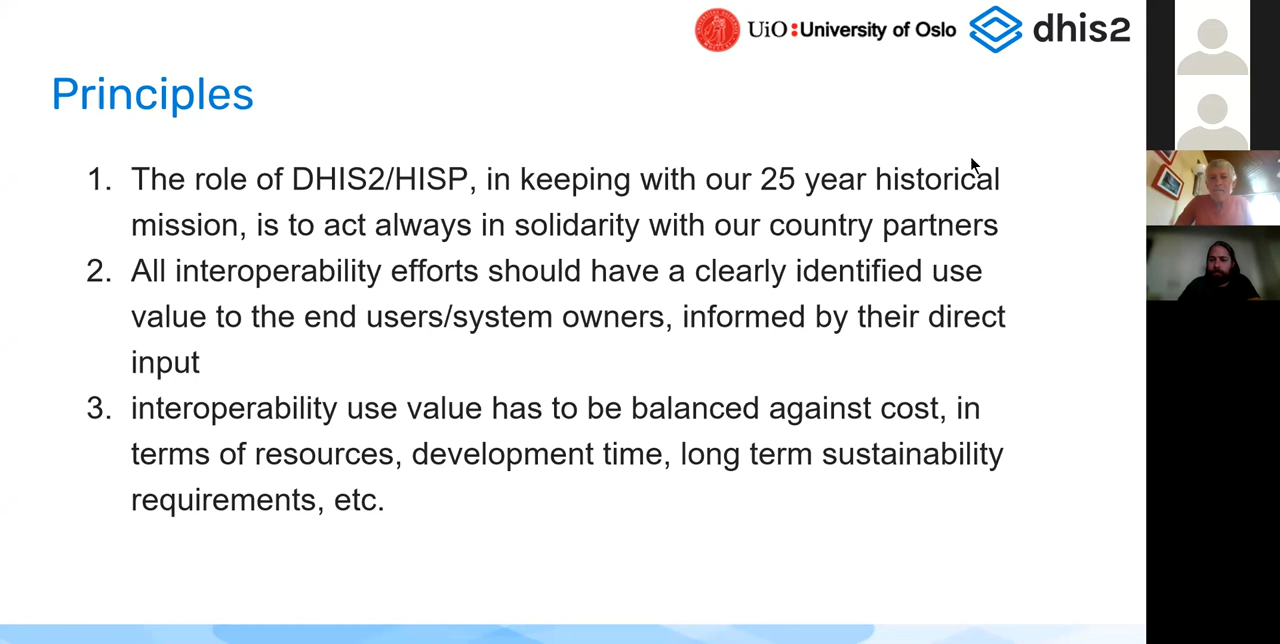 UiO:University of Oslo dhis2
Principles
1. The role of DHIS2/HISP, in keeping with our 25 year historical
mission, is to act always in solidarity with our country partners
2. All interoperability efforts should have a clearly identified use
value to the end users/system owners, informed by their direct
input
3. interoperability use value has to be balanced against cost, in
terms of resources, development time, long term sustainability
requirements, etc.